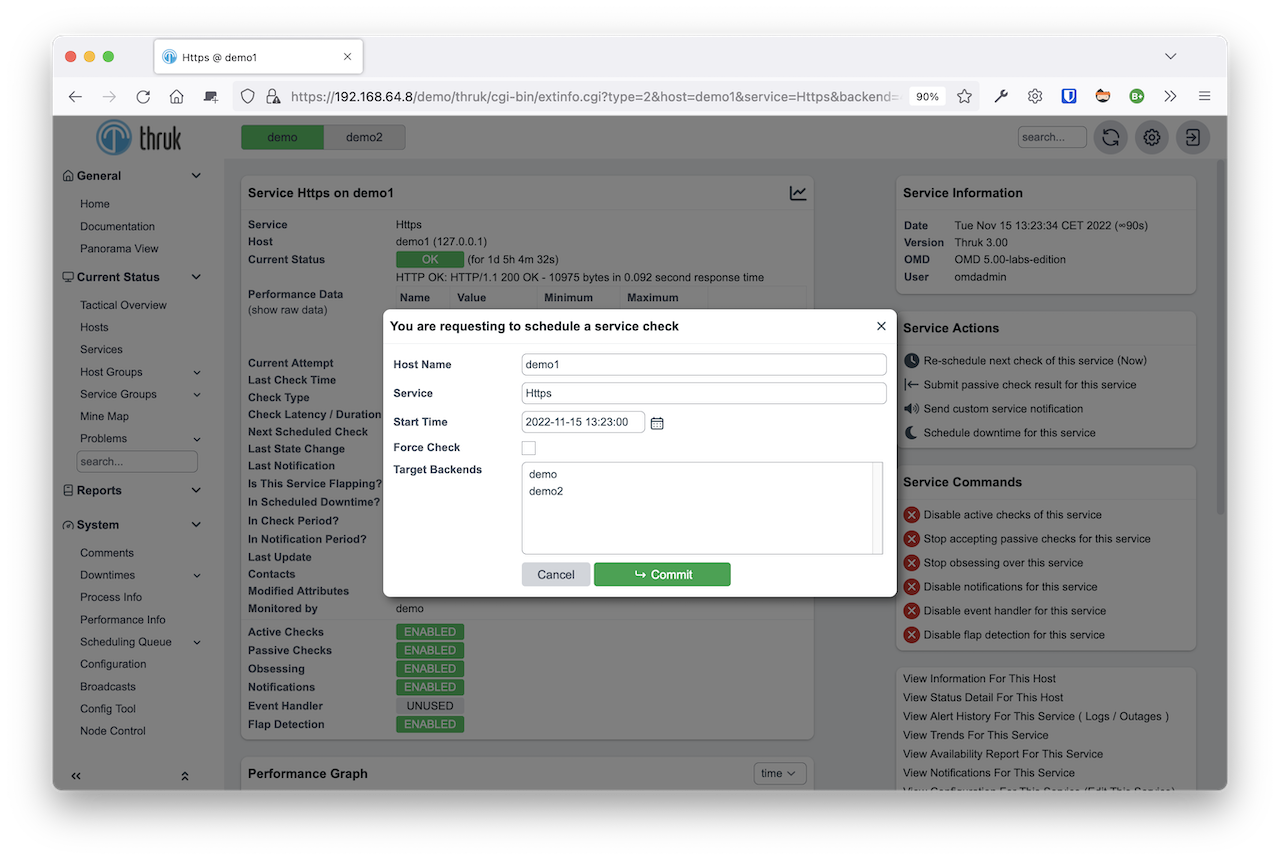 Https @ demo1
https://192.168.64.8/demo/thruk/cgi-bin/extinfo.cgi?type=2&host=demo1&service=Https&backend=
90%
B+
thruk
demo
demo2
search...
General
Home
Documentation
Panorama View
Current Status
Tactical Overview
Hosts
Services
Host Groups
Service Groups
Mine Map
Problems
search...
Reports
System
Comments
Downtimes
Process Info
Performance Info
Scheduling Queue
Configuration
Broadcasts
Config Tool
Node Control
Service Https on demo1
Service Https
Host demo1 (127.0.0.1)
Current Status OK (for 1d 5h 4m 32s)
HTTP OK: HTTP/1.1 200 OK - 10975 bytes in 0.092 second response time
Performance Data Name Value Minimum Maximum
(show raw data)
Current Attempt
Last Check Time
Check Type
Check Latency / Duration
Next Scheduled Check
Last State Change
Last Notification
Is This Service Flapping?
In Scheduled Downtime?
In Check Period?
In Notification Period?
Last Update
Contacts
Modified Attributes
Monitored by demo
Active Checks ENABLED
Passive Checks ENABLED
Obsessing ENABLED
Notifications ENABLED
Event Handler UNUSED
Flap Detection ENABLED
Performance Graph time
You are requesting to schedule a service check
Host Name demo1
Service Https
Start Time 2022-11-15 13:23:00
Force Check
Target Backends demo
demo2
Cancel Commit
Service Information
Date Tue Nov 15 13:23:34 CET 2022 (∞90s)
Version Thruk 3.00
OMD OMD 5.00-labs-edition
User omdadmin
Service Actions
Re-schedule next check of this service (Now)
Submit passive check result for this service
Send custom service notification
Schedule downtime for this service
Service Commands
Disable active checks of this service
Stop accepting passive checks for this service
Stop obsessing over this service
Disable notifications for this service
Disable event handler for this service
Disable flap detection for this service
View Information For This Host
View Status Detail For This Host
View Alert History For This Service ( Logs / Outages )
View Trends For This Service
View Availability Report For This Service
View Notifications For This Service
View Configuration For This Service (Edit This Service)